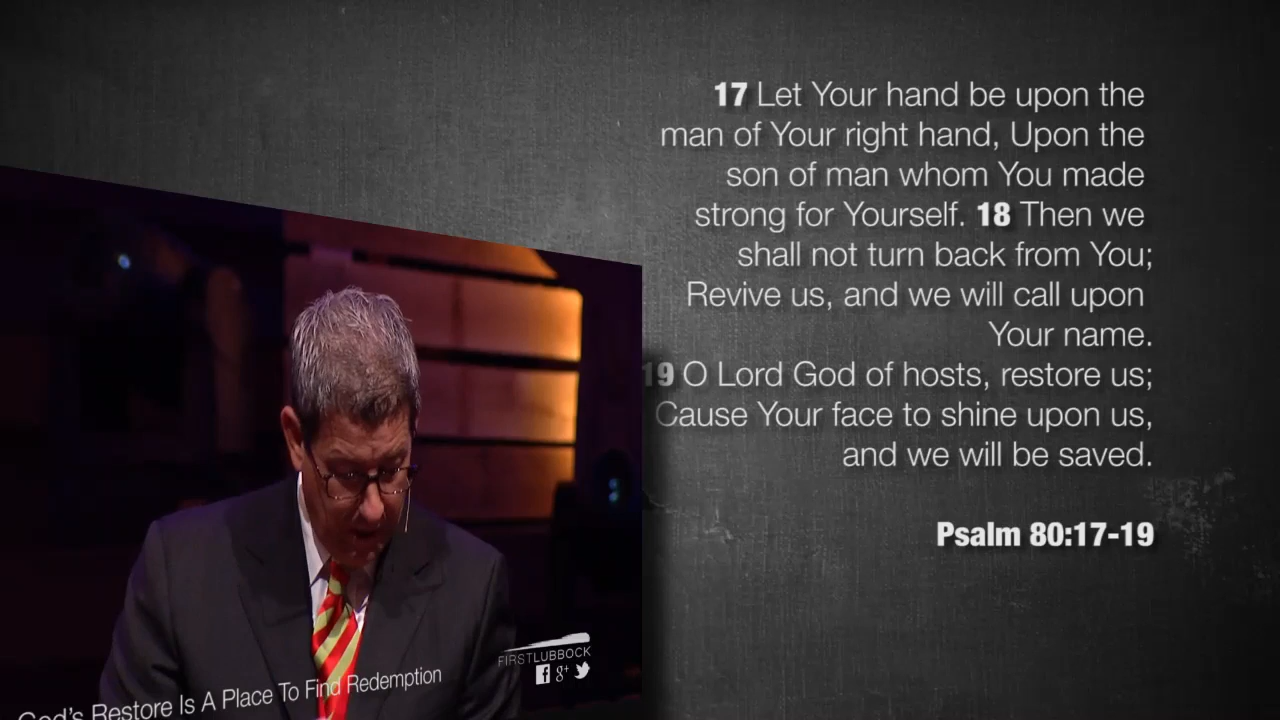 17 Let Your hand be upon the
man of Your right hand, Upon the
son of man whom You made
strong for Yourself. 18 Then we
shall not turn back from You;
Revive us, and we will call upon
Your name.
19 O Lord God of hosts, restore us;
Cause Your face to shine upon us,
and we will be saved.
Psalm 80:17-19
FIRSTLUBBOCK
f g+
God's Restore Is A Place To Find Redemption